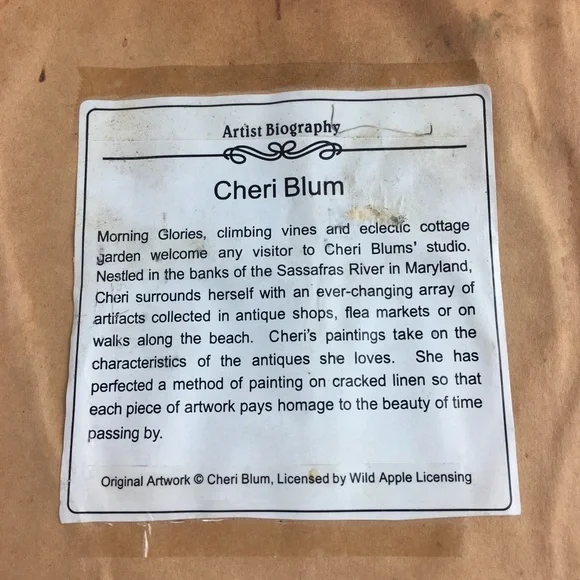 Artist Biography
Cheri Blum
Morning Glories, climbing vines and eclectic cottage
garden welcome any visitor to Cheri Blums' studio.
Nestled in the banks of the Sassafras River in Maryland,
Cheri surrounds herself with an ever-changing array of
artifacts collected in antique shops, flea markets or on
walks along the beach. Cheri's paintings take on the
characteristics of the antiques she loves. She has
perfected a method of painting on cracked linen so that
each piece of artwork pays homage to the beauty of time
passing by.
Original Artwork © Cheri Blum, Licensed by Wild Apple Licensing